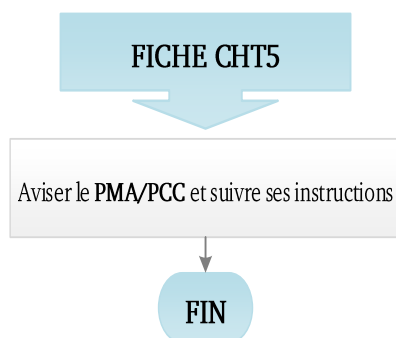 FICHE CHT5
Aviser le PMA/PCC et suivre ses instructions
FIN